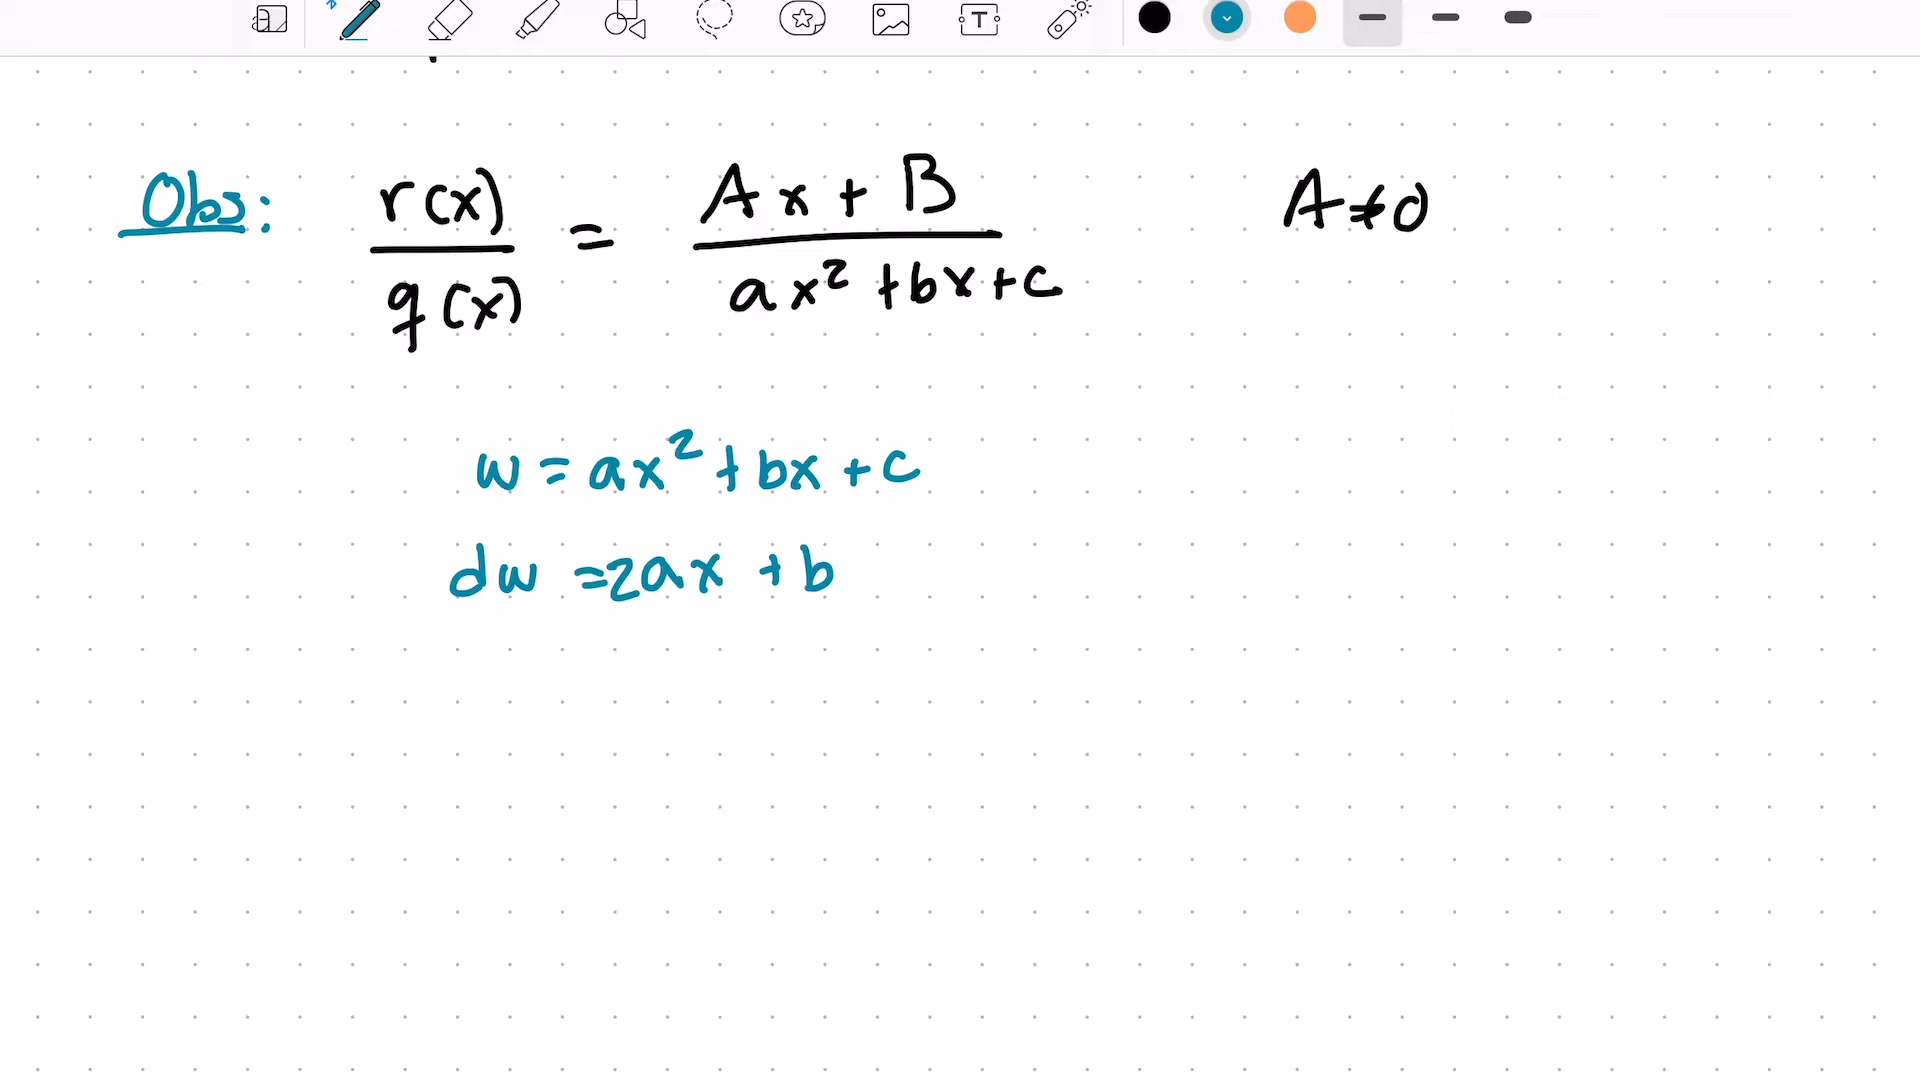 Obs: r(x)/q(x) = Ax + B/ax² + bx + c A ≠ 0
w = ax² + bx + c
dw = 2ax + b